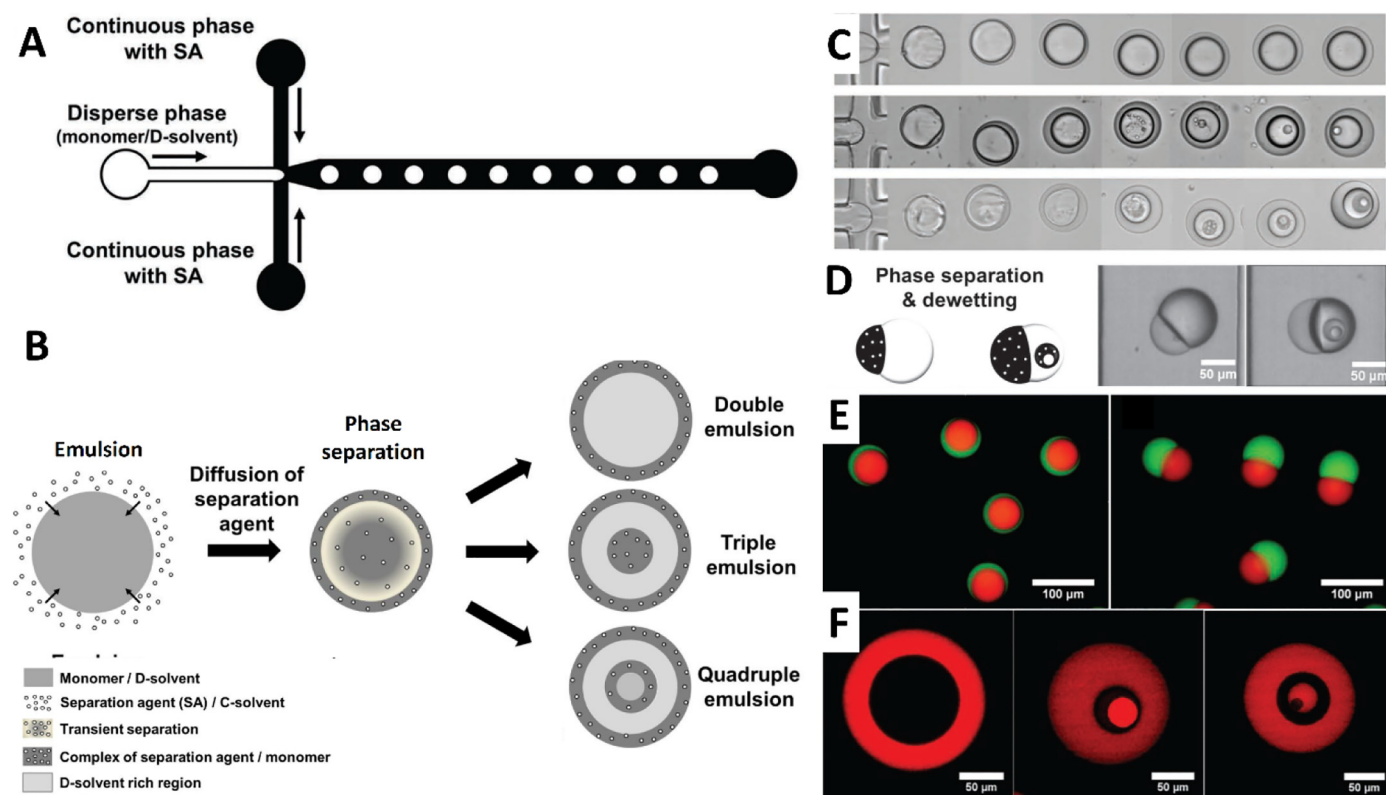 A
Continuous phase
with SA
Disperse phase
(monomer/D-solvent)
Continuous phase
with SA
B
Emulsion
Diffusion of
separation
agent
Phase
separation
Double
emulsion
Triple
emulsion
Quadruple
emulsion
Monomer / D-solvent
Separation agent (SA) / C-solvent
Transient separation
Complex of separation agent / monomer
D-solvent rich region
C
D
Phase separation
& dewetting
50 µm
50 µm
E
100 µm
100 µm
F
50 µm
50 µm
50 µm